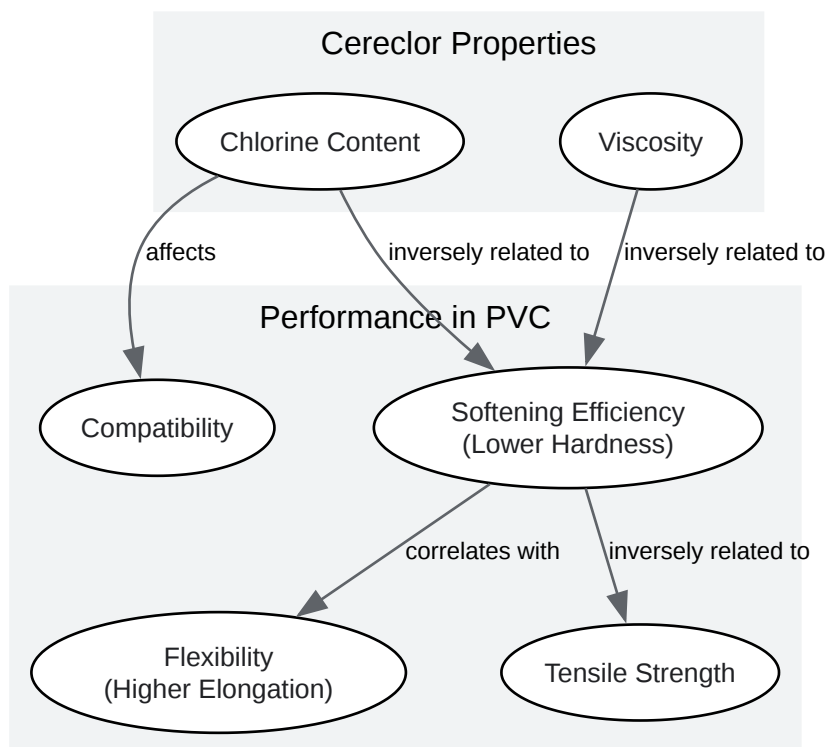 Cereclor Properties
Chlorine Content
Viscosity
affects
inversely related to
inversely related to
Performance in PVC
Compatibility
Softening Efficiency
(Lower Hardness)
correlates with
inversely related to
Flexibility
(Higher Elongation)
Tensile Strength